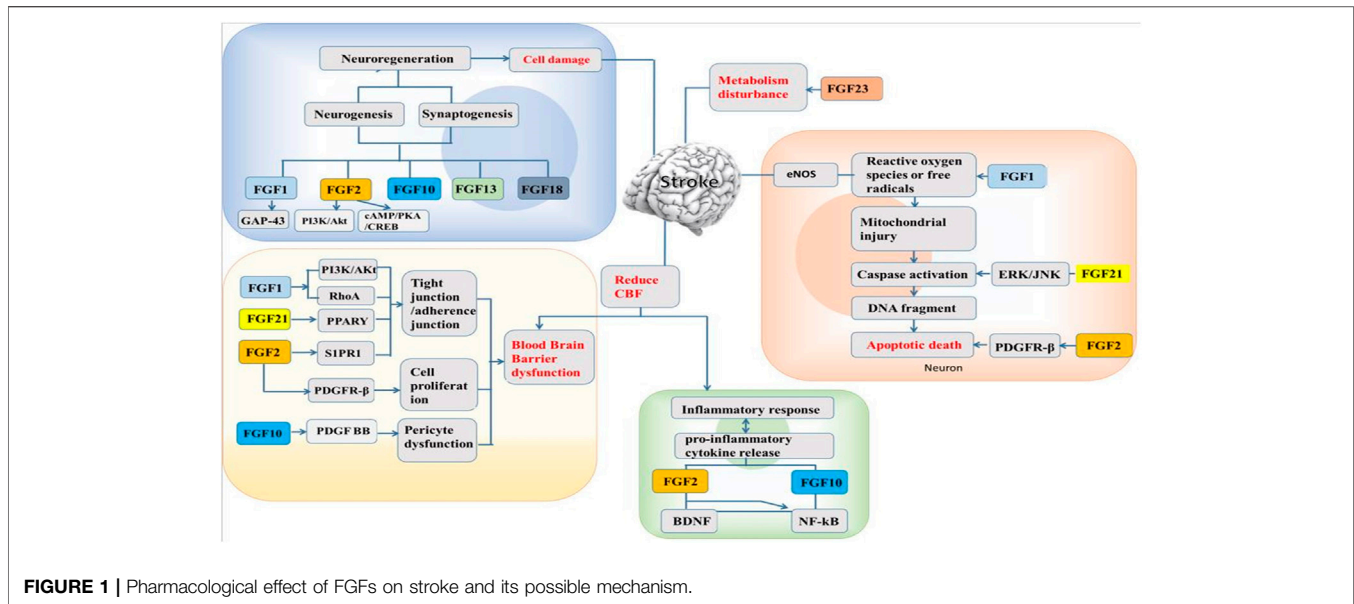 Neuroregeneration
Cell damage
Neurogenesis
Synaptogenesis
FGF1
FGF2
FGF10
FGF13
FGF18
GAP-43
PI3K/Akt
cAMP/PKA
/CREB
Metabolism
disturbance
FGF23
Stroke
eNOS
Reactive oxygen
species or free
radicals
FGF1
Mitochondrial
injury
Caspase activation
ERK/JNK
FGF21
DNA fragment
Apoptotic death
PDGFR-β
FGF2
Neuron
FGF1
PI3K/AKt
RhoA
FGF21
PPARY
FGF2
S1PR1
Tight
junction
/adherence
junction
PDGFR-β
Cell
proliferat
ion
FGF10
PDGF BB
Pericyte
dysfunction
Blood Brain
Barrier
dysfunction
Reduce
CBF
Inflammatory response
pro-inflammatory
cytokine release
FGF2
FGF10
BDNF
NF-kB
FIGURE 1 | Pharmacological effect of FGFs on stroke and its possible mechanism.